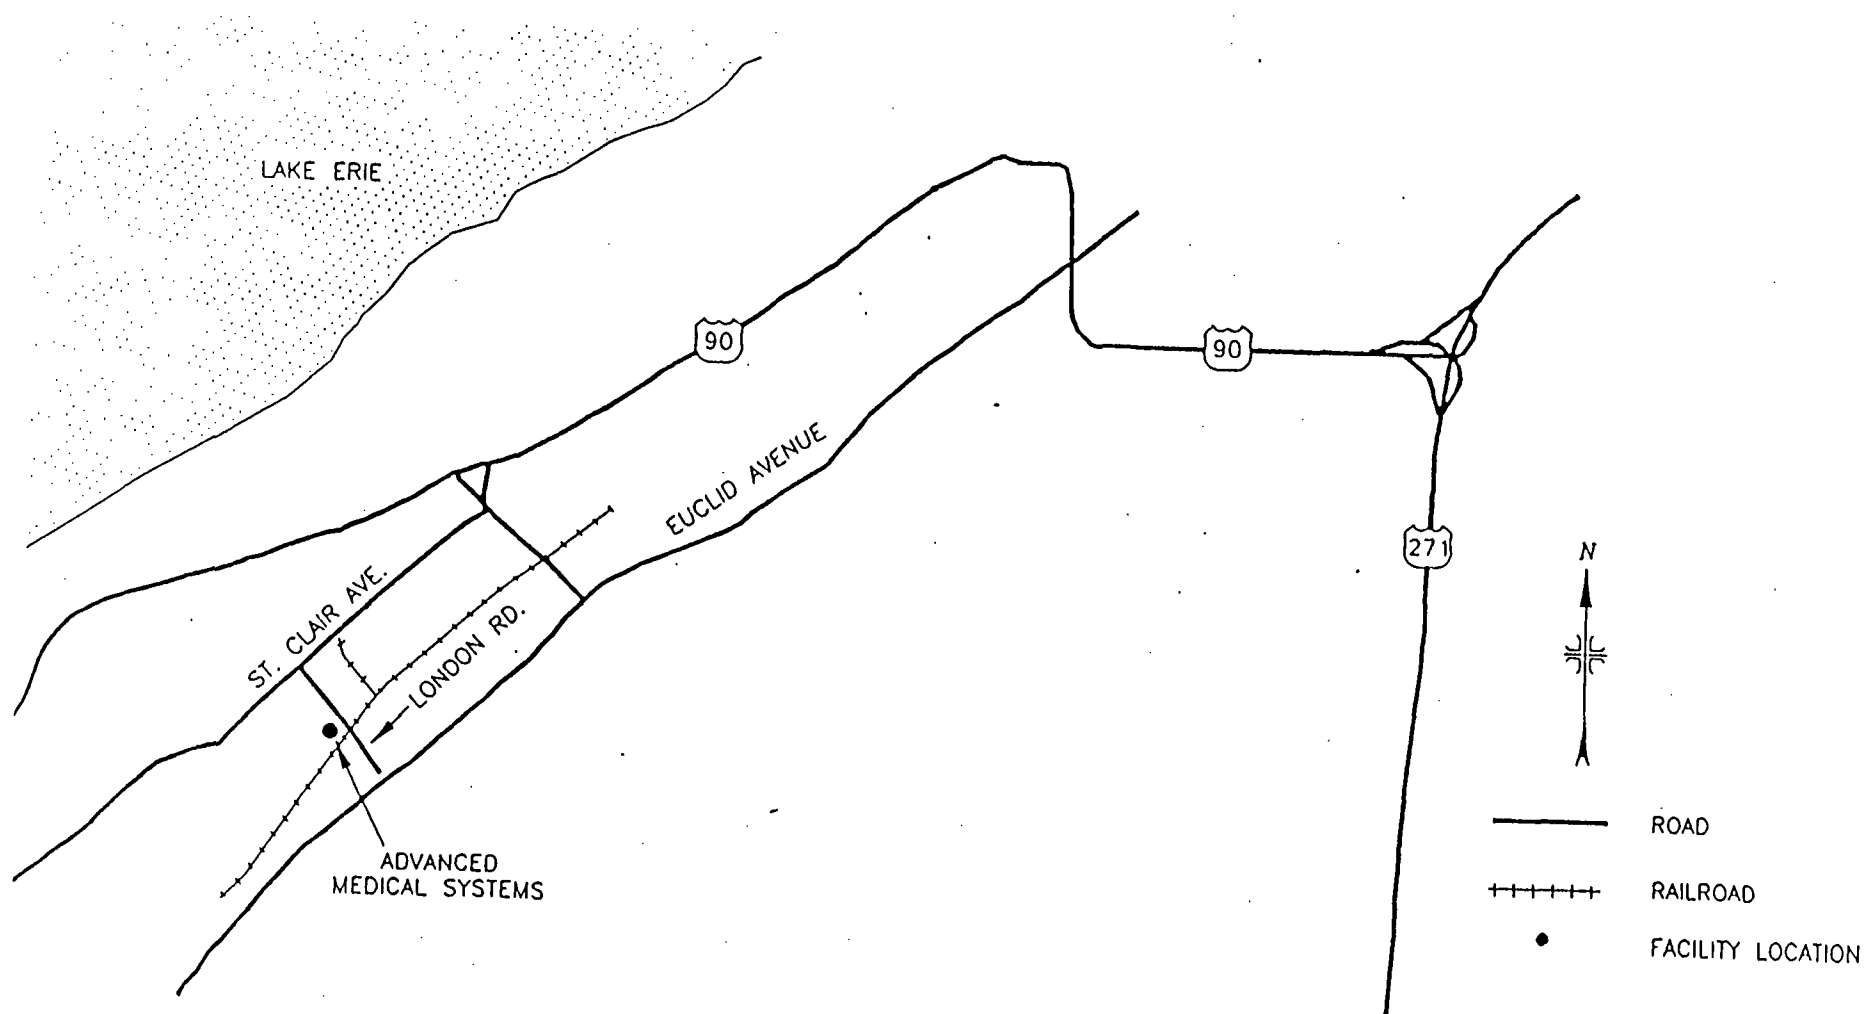 LAKE ERIE
90
90
EUCLID AVENUE
271
N
ST. CLAIR AVE.
LONDON RD.
ADVANCED
MEDICAL SYSTEMS
ROAD
RAILROAD
FACILITY LOCATION